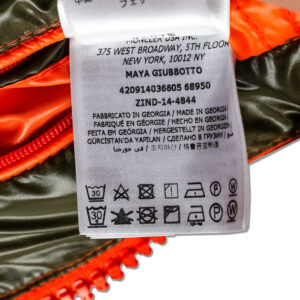 MONCLER USA INC.
375 WEST BROADWAY, 5TH FLOOR
NEW YORK, 10012 NY
MAYA GIUBBOTTO
420914036605 68950
ZIND-14-4844
FABBRICATO IN GEORGIA / MADE IN GEORGIA
FABRIQUÉ EN GÉORGIE / HECHO EN GEORGIA
FEITA EM GEÓRGIA / HERGESTELLT IN GEORGIEN
GÜRCİSTAN'DA YAPILAN / СДЕЛАНО В ГРУЗИИ
30
30